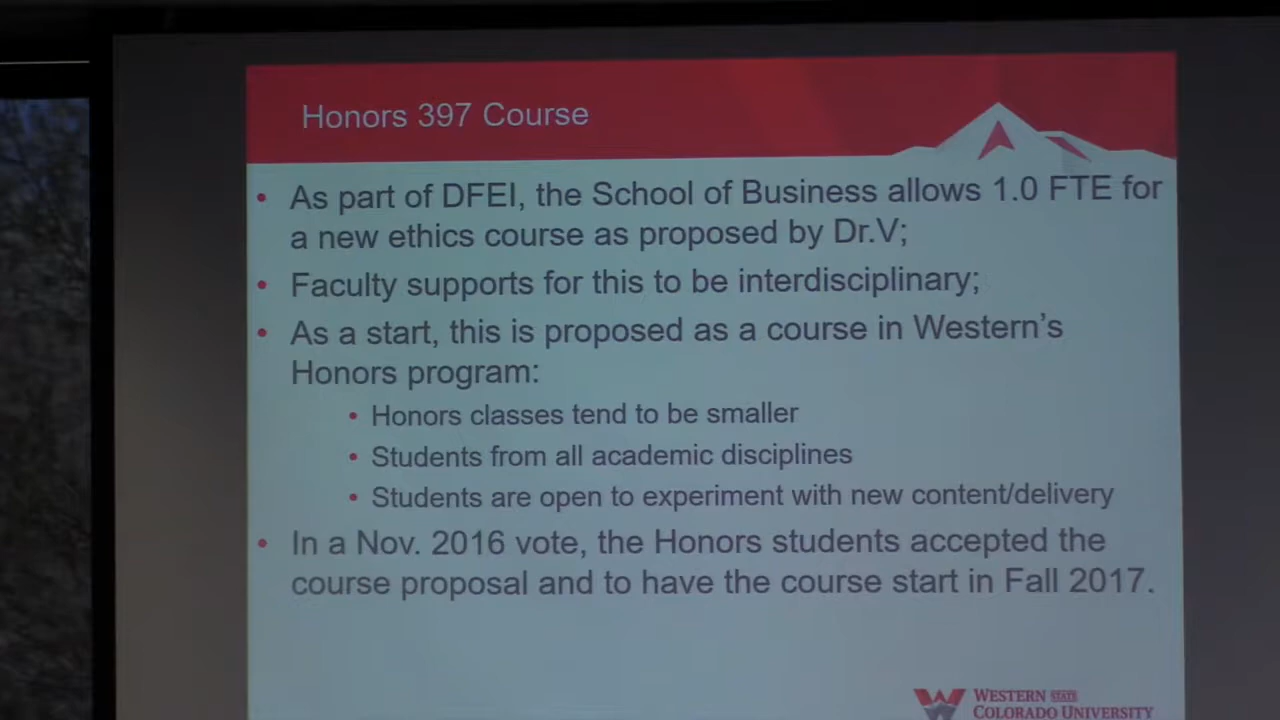 Honors 397 Course
• As part of DFEI, the School of Business allows 1.0 FTE for
a new ethics course as proposed by Dr.V;
• Faculty supports for this to be interdisciplinary;
• As a start, this is proposed as a course in Western's
Honors program:
• Honors classes tend to be smaller
• Students from all academic disciplines
• Students are open to experiment with new content/delivery
• In a Nov. 2016 vote, the Honors students accepted the
course proposal and to have the course start in Fall 2017.
WESTERN STATE
COLORADO UNIVERSITY